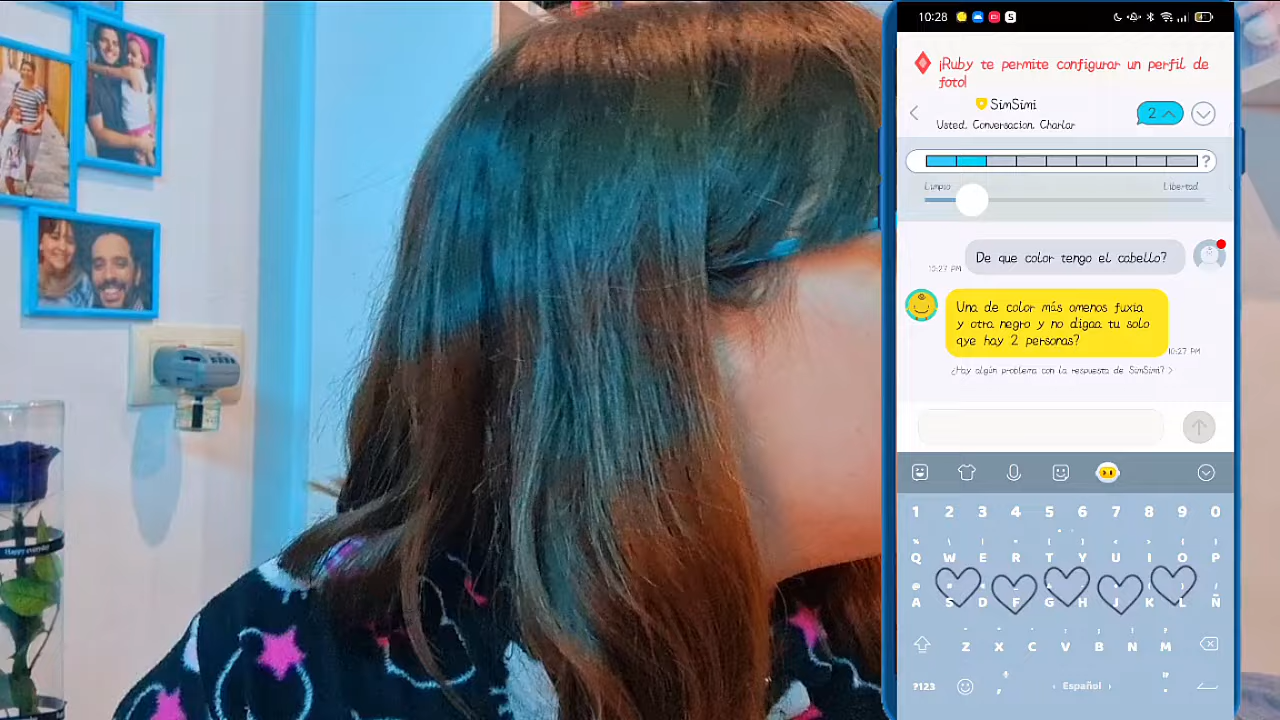 10:28
¡Ruby te permite configurar un perfil de
foto!
SimSimi
Usted, Conversacion, Charlar
2
?
Limpio
Libertad
De que color tengo el cabello?
10:27 PM
Una de color más omenos fuxia
y otra negro y no digaa tu solo
qye hay 2 personas?
10:27 PM
¿Hay algún problema con la respuesta de SimSimi? >
1 2 3 4 5 6 7 8 9 0
Q W E R T Y U I O P
A S D F G H J K L Ñ
Z X C V B N M
?123
Español